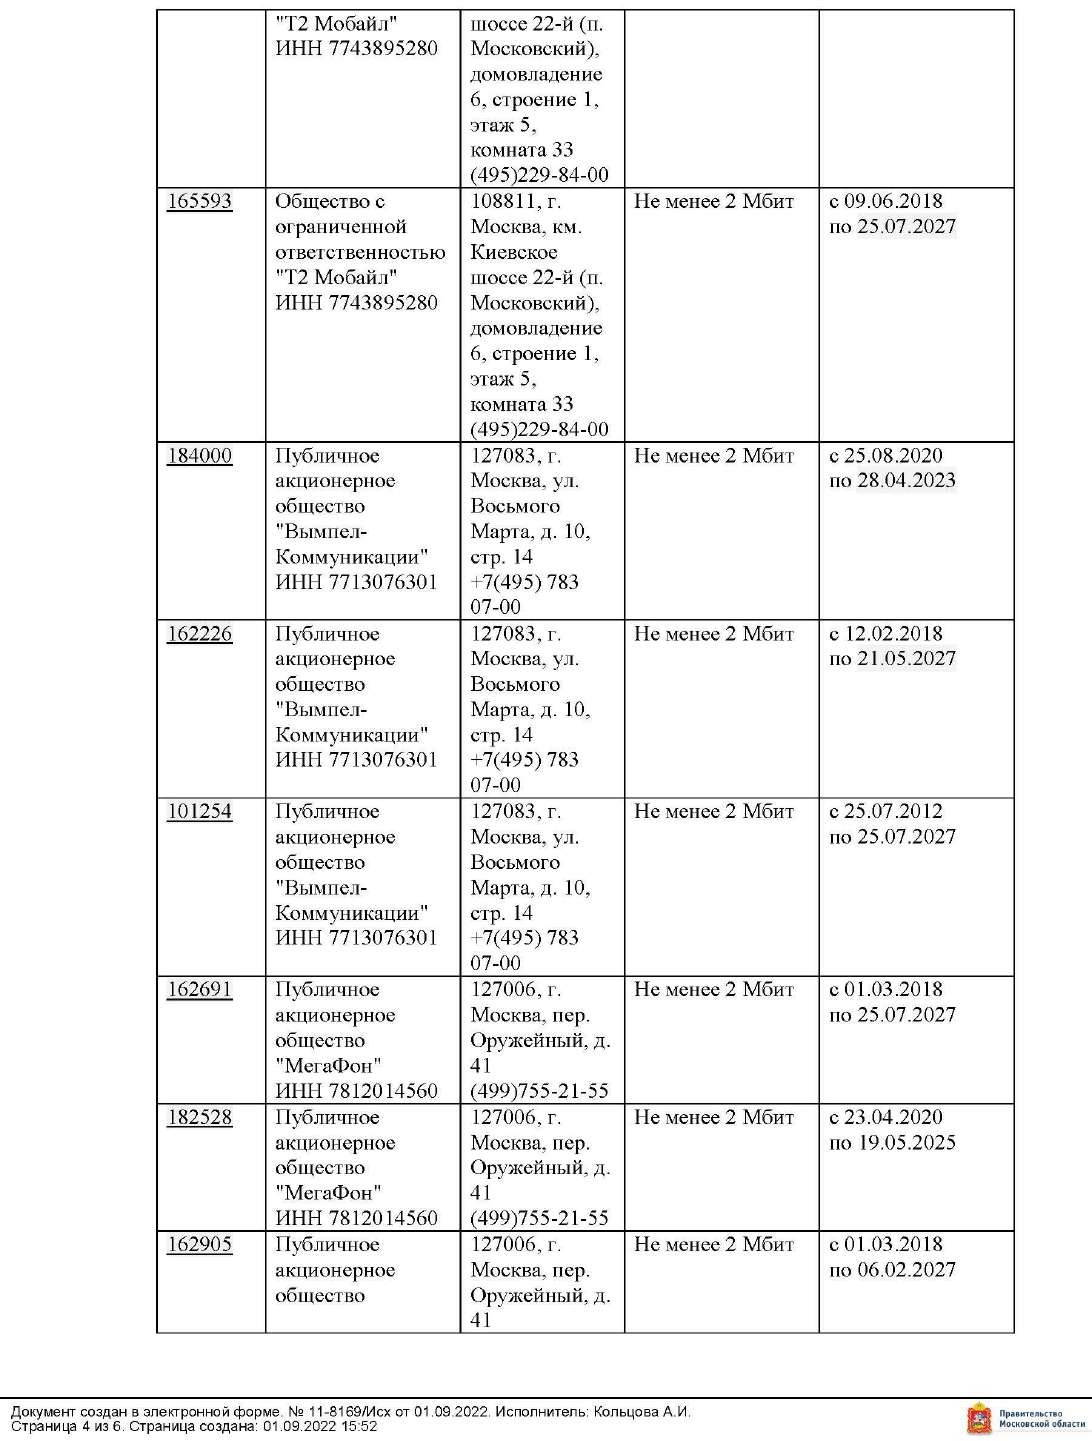 "Т2 Мобайл"
ИНН 7743895280
шоссе 22-й (п.
Московский),
домовладение
6, строение 1,
этаж 5,
комната 33
(495)229-84-00
165593
Общество с
ограниченной
ответственностью
"Т2 Мобайл"
ИНН 7743895280
108811, г.
Москва, км.
Киевское
шоссе 22-й (п.
Московский),
домовладение
6, строение 1,
этаж 5,
комната 33
(495)229-84-00
Не менее 2 Мбит
с 09.06.2018
по 25.07.2027
184000
Публичное
акционерное
общество
"Вымпел-
Коммуникации"
ИНН 7713076301
127083, г.
Москва, ул.
Восьмого
Марта, д. 10,
стр. 14
+7(495) 783
07-00
Не менее 2 Мбит
с 25.08.2020
по 28.04.2023
162226
Публичное
акционерное
общество
"Вымпел-
Коммуникации"
ИНН 7713076301
127083, г.
Москва, ул.
Восьмого
Марта, д. 10,
стр. 14
+7(495) 783
07-00
Не менее 2 Мбит
с 12.02.2018
по 21.05.2027
101254
Публичное
акционерное
общество
"Вымпел-
Коммуникации"
ИНН 7713076301
127083, г.
Москва, ул.
Восьмого
Марта, д. 10,
стр. 14
+7(495) 783
07-00
Не менее 2 Мбит
с 25.07.2012
по 25.07.2027
162691
Публичное
акционерное
общество
"МегаФон"
ИНН 7812014560
127006, г.
Москва, пер.
Оружейный, д.
41
(499)755-21-55
Не менее 2 Мбит
с 01.03.2018
по 25.07.2027
182528
Публичное
акционерное
общество
"МегаФон"
ИНН 7812014560
127006, г.
Москва, пер.
Оружейный, д.
41
(499)755-21-55
Не менее 2 Мбит
с 23.04.2020
по 19.05.2025
162905
Публичное
акционерное
общество
127006, г.
Москва, пер.
Оружейный, д.
41
Не менее 2 Мбит
с 01.03.2018
по 06.02.2027
Документ создан в электронной форме. № 11-8169/Исх от 01.09.2022. Исполнитель: Кольцова А.И.
Страница 4 из 6. Страница создана: 01.09.2022 15:52
Правительство
Московской области